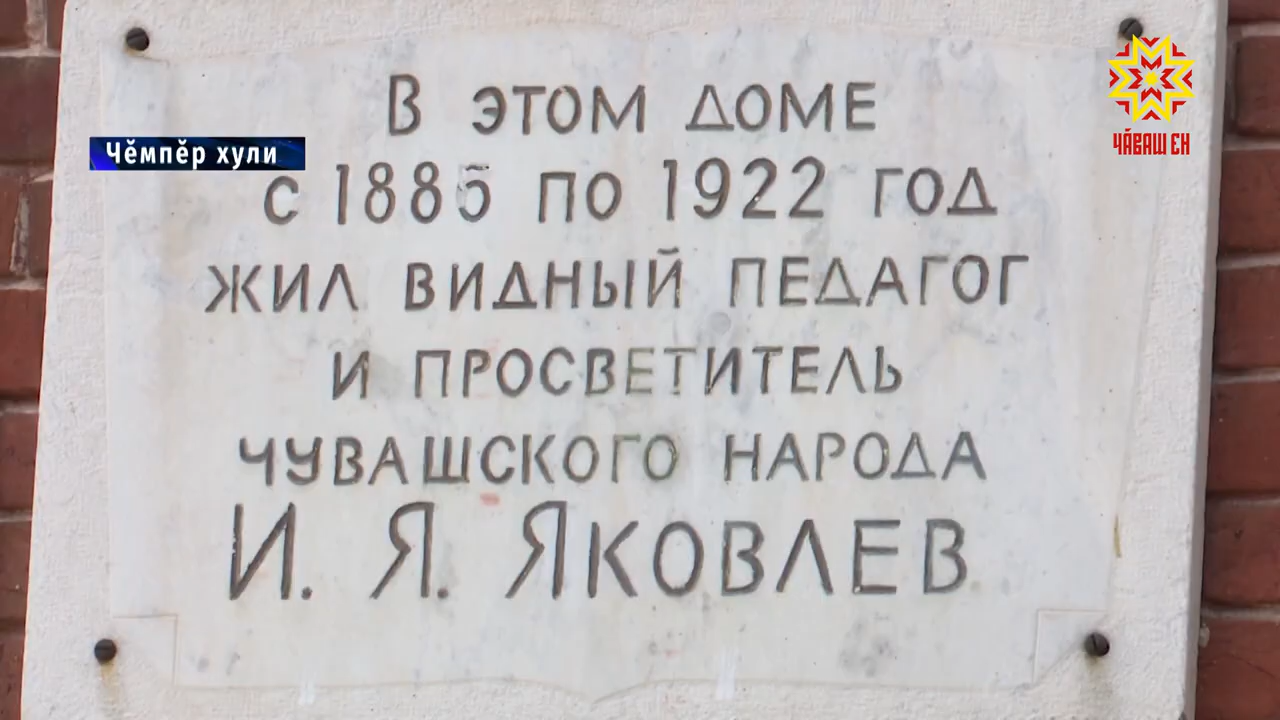 В ЭТОМ ДОМЕ
С 1885 ПО 1922 ГОД
ЖИЛ ВИДНЫЙ ПЕДАГОГ
И ПРОСВЕТИТЕЛЬ
ЧУВАШСКОГО НАРОДА
И. Я. ЯКОВЛЕВ
Чĕмпĕр хули
ЧĂВАШ ЕН